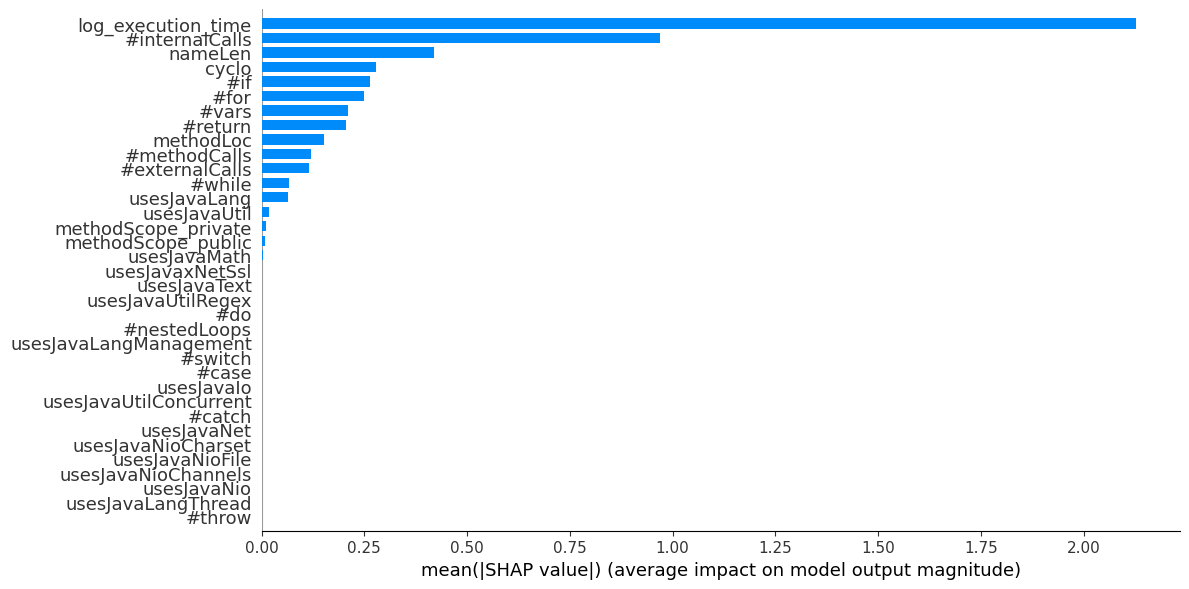 log_execution_time
#internalCalls
nameLen
cyclo
#if
#for
#vars
#return
methodLoc
#methodCalls
#externalCalls
#while
usesJavaLang
usesJavaUtil
methodScope_private
methodScope_public
usesJavaMath
usesJavaxNetSsl
usesJavaText
usesJavaUtilRegex
#do
#nestedLoops
usesJavaLangManagement
#switch
#case
usesJavaIo
usesJavaUtilConcurrent
#catch
usesJavaNet
usesJavaNioCharset
usesJavaNioFile
usesJavaNioChannels
usesJavaNio
usesJavaLangThread
#throw
0.00 0.25 0.50 0.75 1.00 1.25 1.50 1.75 2.00
mean(|SHAP value|) (average impact on model output magnitude)